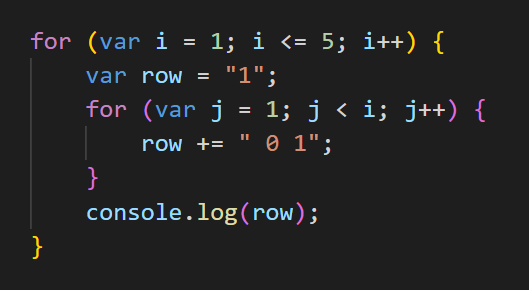 for (var i = 1; i <= 5; i++) {
    var row = "1";
    for (var j = 1; j < i; j++) {
        row += " 0 1";
    }
    console.log(row);
}